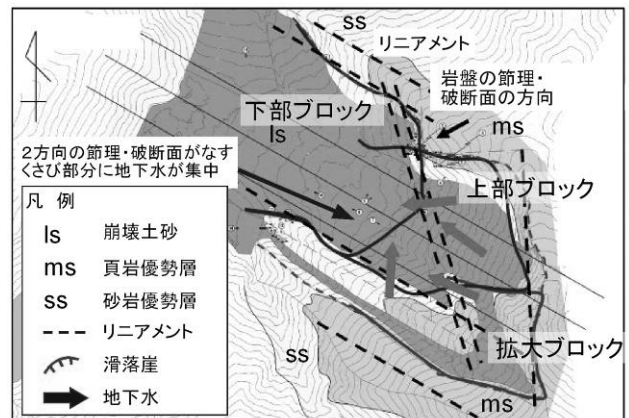 ss
リニアメント
岩盤の節理・
破断面の方向
下部ブロック
ls
ms
2方向の節理・破断面がなす
くさび部分に地下水が集中
上部ブロック
凡 例
ls 崩壊土砂
ms 頁岩優勢層
ss 砂岩優勢層
リニアメント
滑落崖
地下水
拡大ブロック
ss
ms